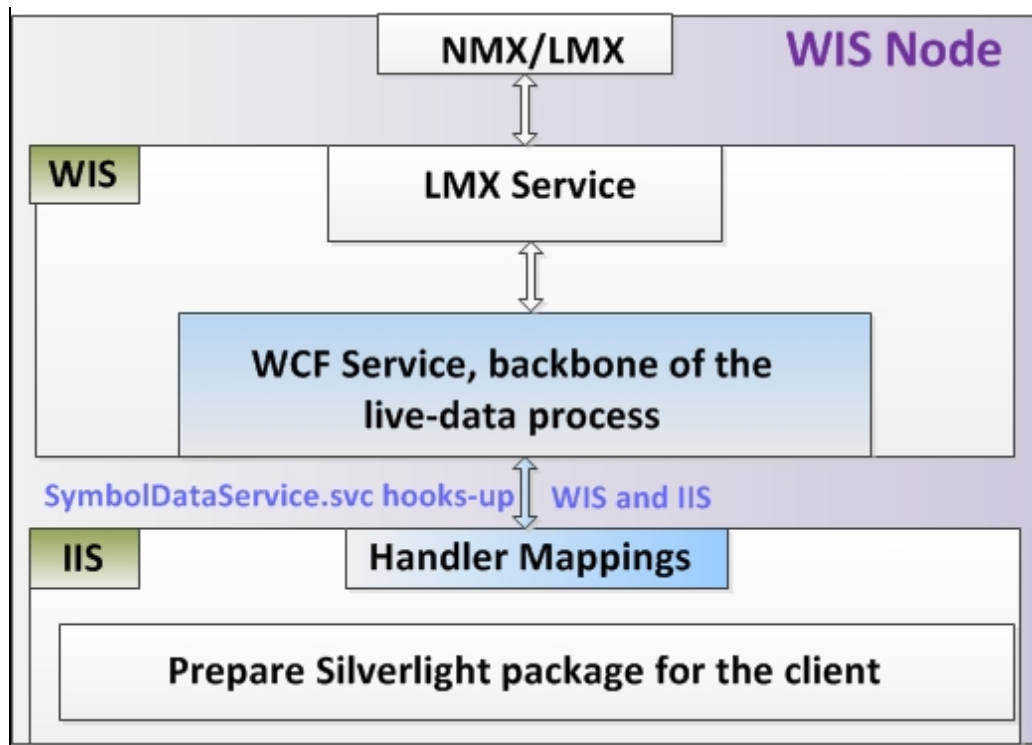 NMX/LMX
WIS Node
WIS
LMX Service
WCF Service, backbone of the
live-data process
SymbolDataService.svc hooks-up WIS and IIS
IIS
Handler Mappings
Prepare Silverlight package for the client